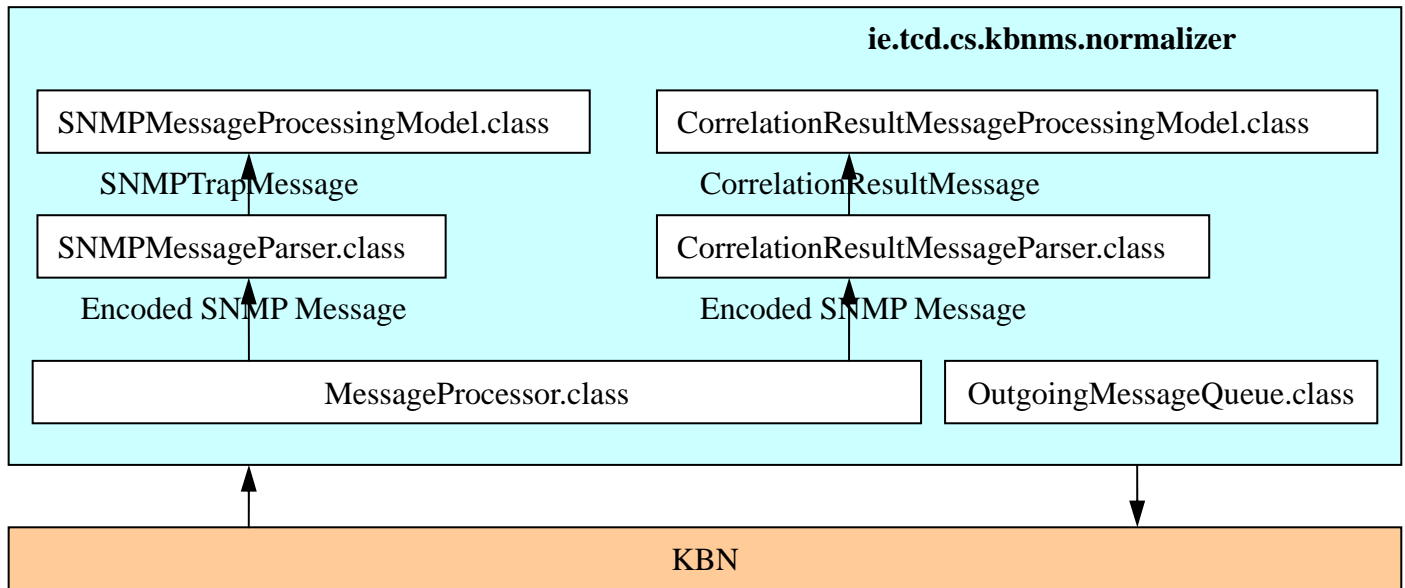 ie.tcd.cs.kbnms.normalizer
SNMPMessageProcessingModel.class
CorrelationResultMessageProcessingModel.class
SNMPTrapMessage
CorrelationResultMessage
SNMPMessageParser.class
CorrelationResultMessageParser.class
Encoded SNMP Message
Encoded SNMP Message
MessageProcessor.class
OutgoingMessageQueue.class
KBN